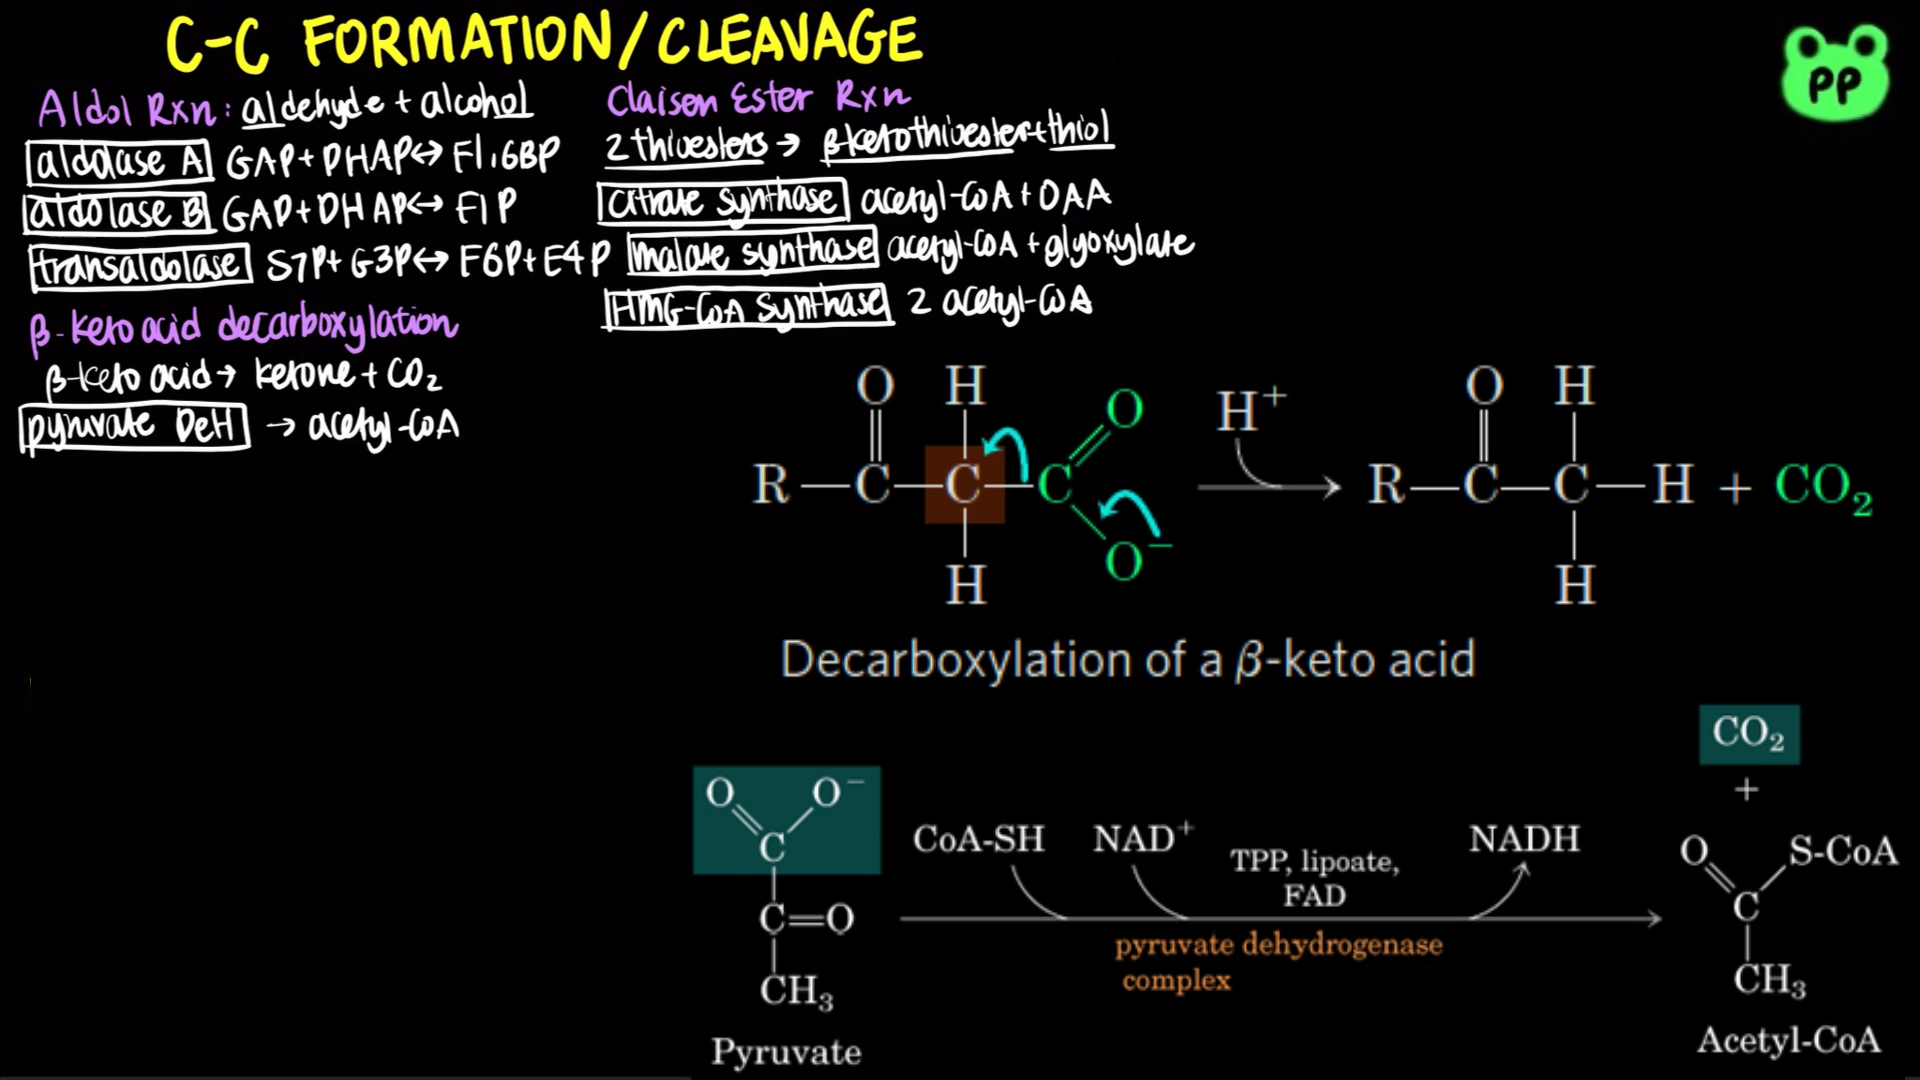 C-C FORMATION/CLEAVAGE
PP
Aldol Rxn: aldehyde + alcohol
aldolase A GAP + DHAP ↔ F1,6BP
aldolase B GAP + DHAP ↔ F1P
transaldolase S7P + G3P ↔ F6P + E4P
β-keto acid decarboxylation
β-keto acid → ketone + CO₂
pyruvate DeH → acetyl-CoA
Claisen Ester Rxn
2 thioesters → β-ketothioester + thiol
citrate synthase acetyl-CoA + OAA
malate synthase acetyl-CoA + glyoxylate
HMG-CoA synthase 2 acetyl-CoA
O H O H⁺ O H
R—C—C—C R—C—C—H + CO₂
H O⁻ H
Decarboxylation of a β-keto acid
CO₂
+
O O⁻ CoA-SH NAD⁺ TPP, lipoate, NADH O S-CoA
C FAD C
C=O pyruvate dehydrogenase
CH₃ complex CH₃
Pyruvate Acetyl-CoA